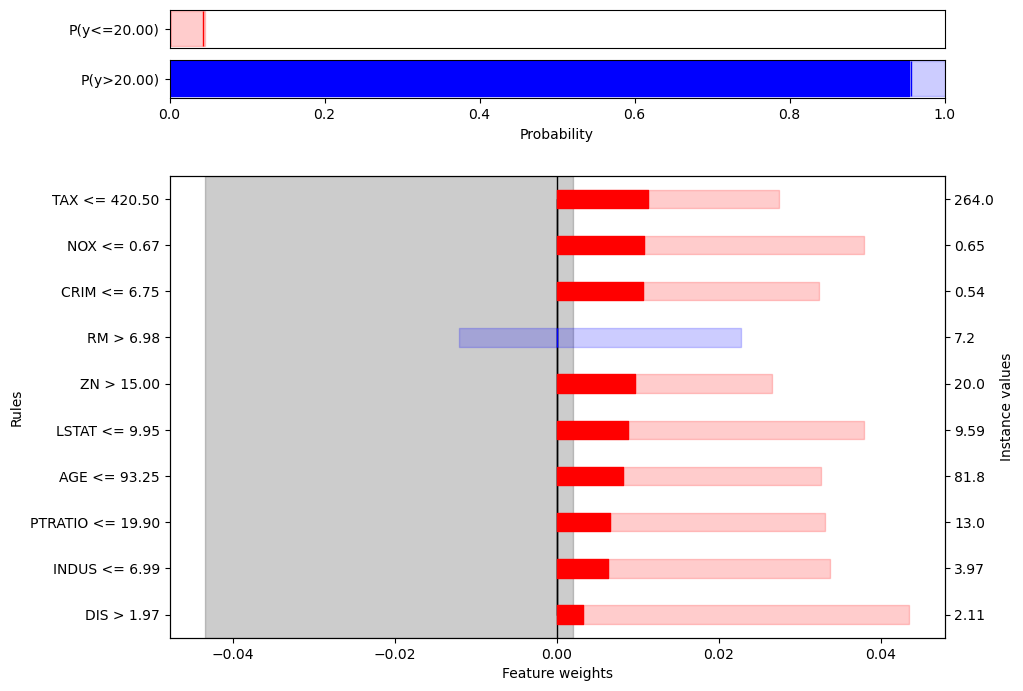 P(y<=20.00)
P(y>20.00)
0.0 0.2 0.4 0.6 0.8 1.0
Probability
TAX <= 420.50 264.0
NOX <= 0.67 0.65
CRIM <= 6.75 0.54
RM > 6.98 7.2
ZN > 15.00 20.0
Rules
Instance values
LSTAT <= 9.95 9.59
AGE <= 93.25 81.8
PTRATIO <= 19.90 13.0
INDUS <= 6.99 3.97
DIS > 1.97 2.11
−0.04 −0.02 0.00 0.02 0.04
Feature weights